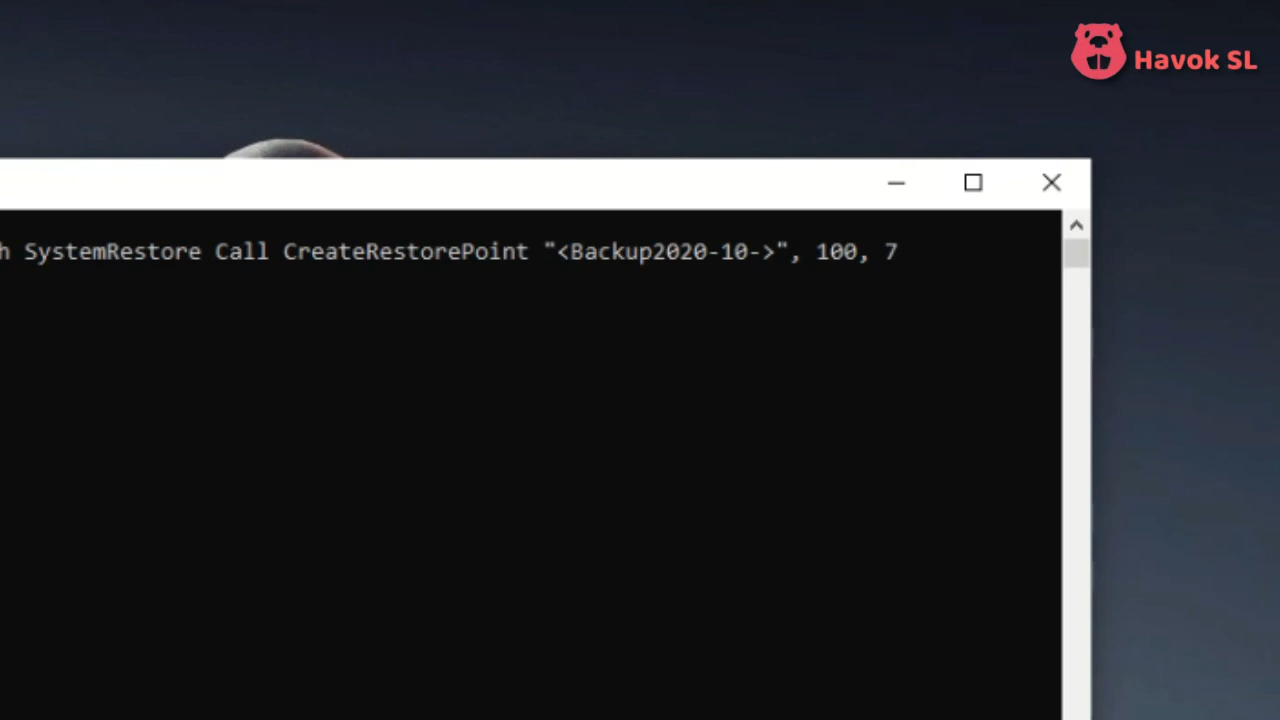 Havok SL
h SystemRestore Call CreateRestorePoint "<Backup2020-10->", 100, 7